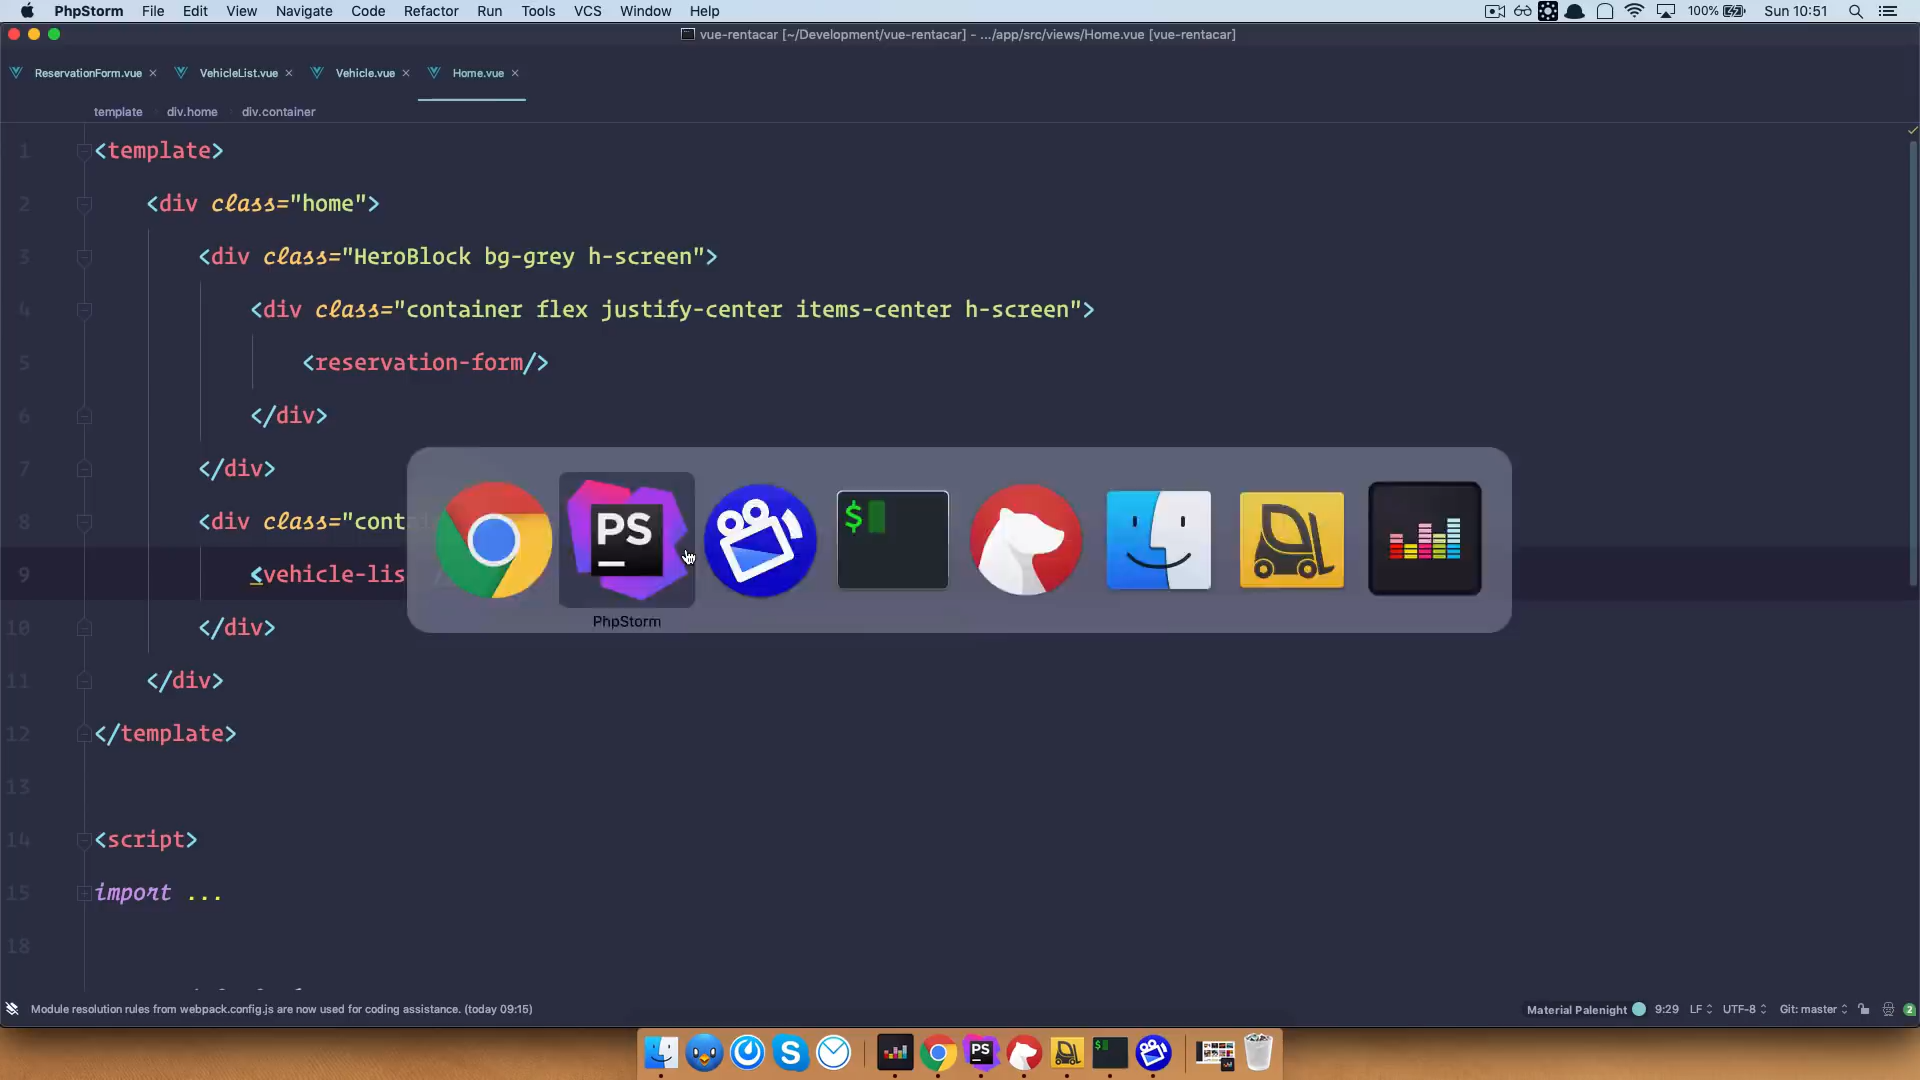 PhpStorm File Edit View Navigate Code Refactor Run Tools VCS Window Help 100% Sun 10:51
vue-rentacar [~/Development/vue-rentacar] - .../app/src/views/Home.vue [vue-rentacar]
ReservationForm.vue VehicleList.vue Vehicle.vue Home.vue
template div.home div.container
1 <template>
2 <div class="home">
3 <div class="HeroBlock bg-grey h-screen">
4 <div class="container flex justify-center items-center h-screen">
5 <reservation-form/>
6 </div>
7 </div>
8 <div class="cont
9 <vehicle-lis
10 </div>
11 </div>
12 </template>
13
14 <script>
15 import ...
18
PS
$
PhpStorm
Module resolution rules from webpack.config.js are now used for coding assistance. (today 09:15) Material Palenight 9:29 LF UTF-8 Git: master 2
PS
$